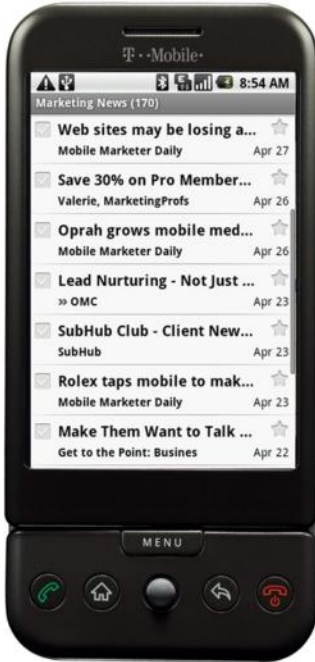 T··Mobile·
8:54 AM
Marketing News (170)
Web sites may be losing a...
Mobile Marketer Daily Apr 27
Save 30% on Pro Member...
Valerie, MarketingProfs Apr 26
Oprah grows mobile med...
Mobile Marketer Daily Apr 26
Lead Nurturing - Not Just ...
» OMC Apr 23
SubHub Club - Client New...
SubHub Apr 23
Rolex taps mobile to mak...
Mobile Marketer Daily Apr 23
Make Them Want to Talk ...
Get to the Point: Busines Apr 22
MENU